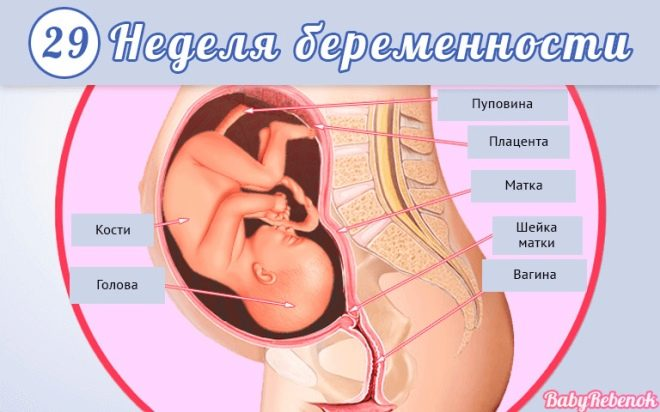 29 Неделя беременности
Пуповина
Плацента
Матка
Шейка
матки
Вагина
Кости
Голова
BabyRebenok